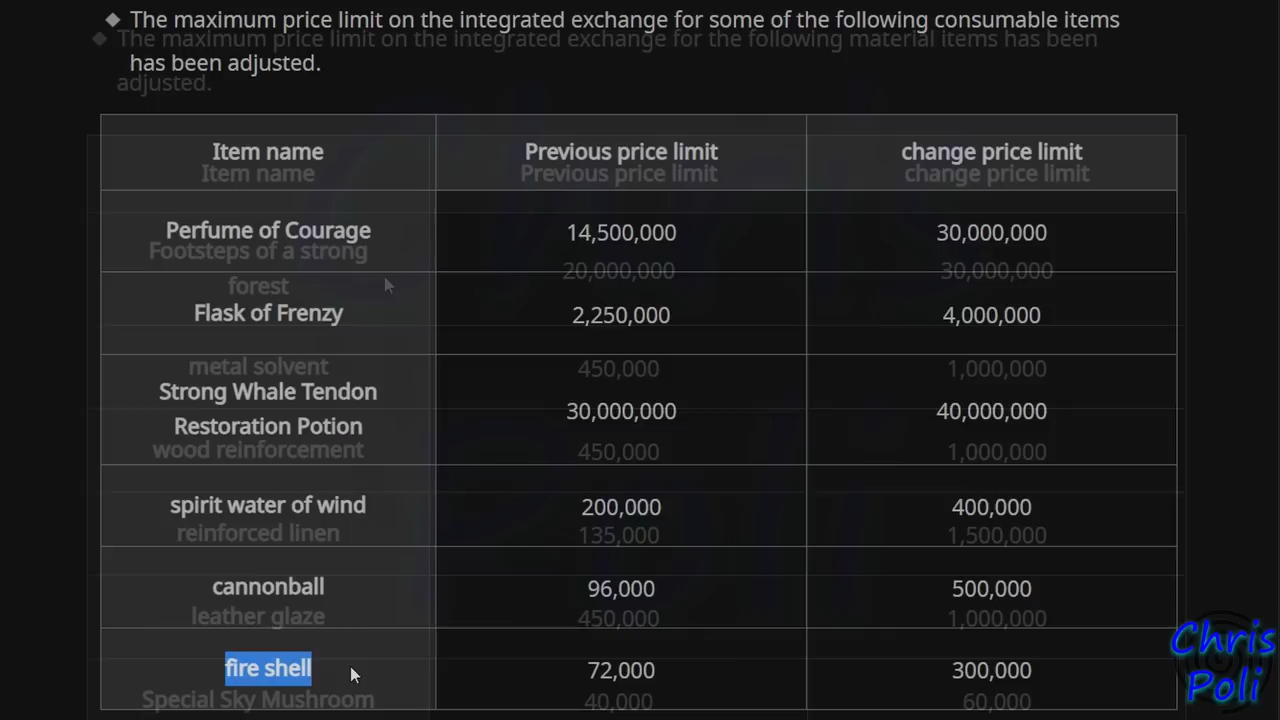 ◆ The maximum price limit on the integrated exchange for some of the following consumable items
◆ The maximum price limit on the integrated exchange for the following material items has been
has been adjusted.
adjusted.
Item name Previous price limit change price limit
Item name Previous price limit change price limit
Perfume of Courage 14,500,000 30,000,000
Footsteps of a strong
forest 20,000,000 30,000,000
Flask of Frenzy 2,250,000 4,000,000
metal solvent 450,000 1,000,000
Strong Whale Tendon
Restoration Potion 30,000,000 40,000,000
wood reinforcement 450,000 1,000,000
spirit water of wind 200,000 400,000
reinforced linen 135,000 1,500,000
cannonball 96,000 500,000
leather glaze 450,000 1,000,000
fire shell 72,000 300,000
Special Sky Mushroom 40,000 60,000
Chris
Poli